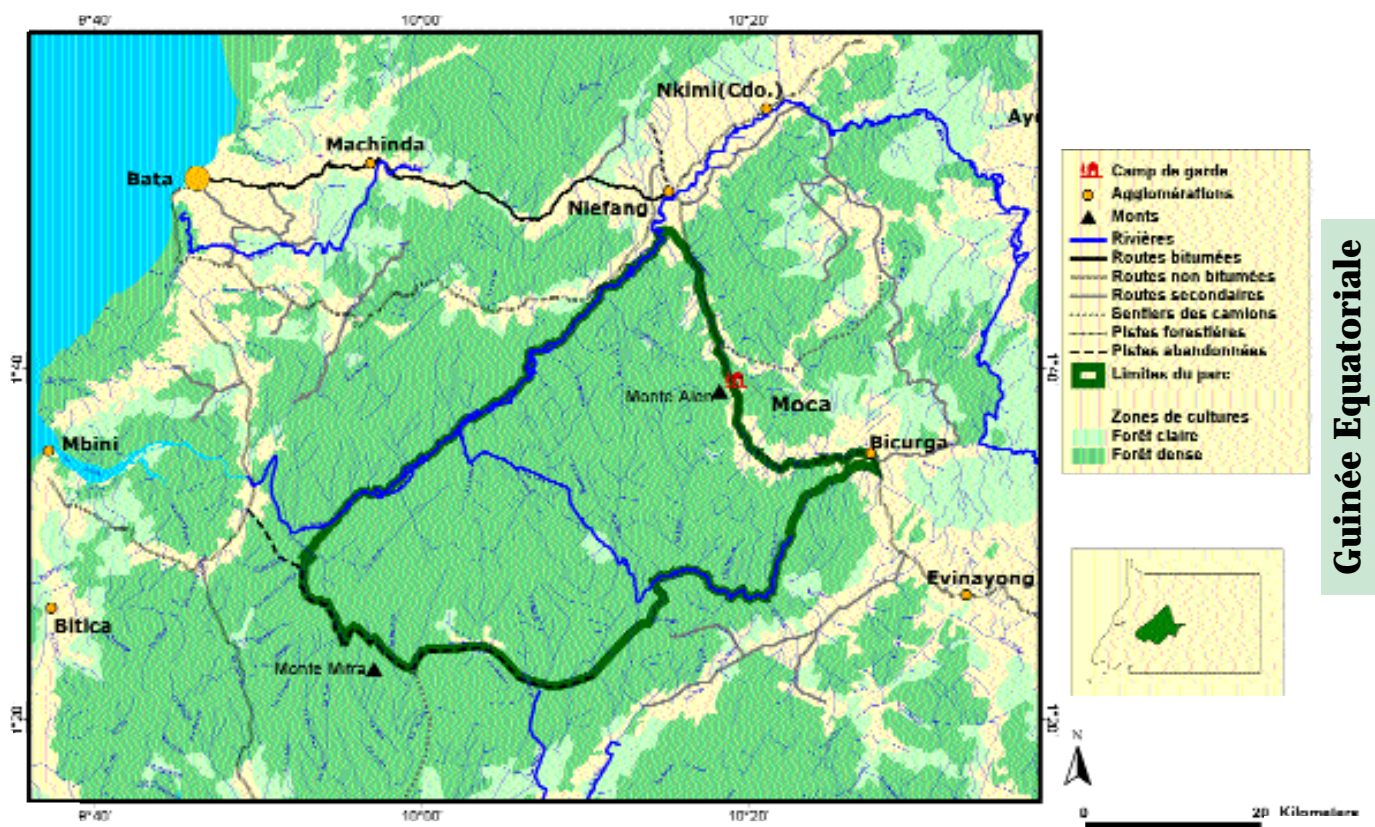 9°40' 10°00' 10°20'
Nkimi(Cdo.)
Machinda
Bata
Niefang
1°40'
1°40'
Monte Alen
Moca
Mbini
Bicurga
Evinayong
Bitica
Monte Mitra
1°20'
1°20'
9°40' 10°00' 10°20'
Camp de garde
Agglomérations
Monts
Rivières
Routes bitumées
Routes non bitumées
Routes secondaires
Sentiers des camions
Pistes forestières
Pistes abandonnées
Limites du parc
Zones de cultures
Forêt claire
Forêt dense
Guinée Equatoriale
N
0 20 Kilometers